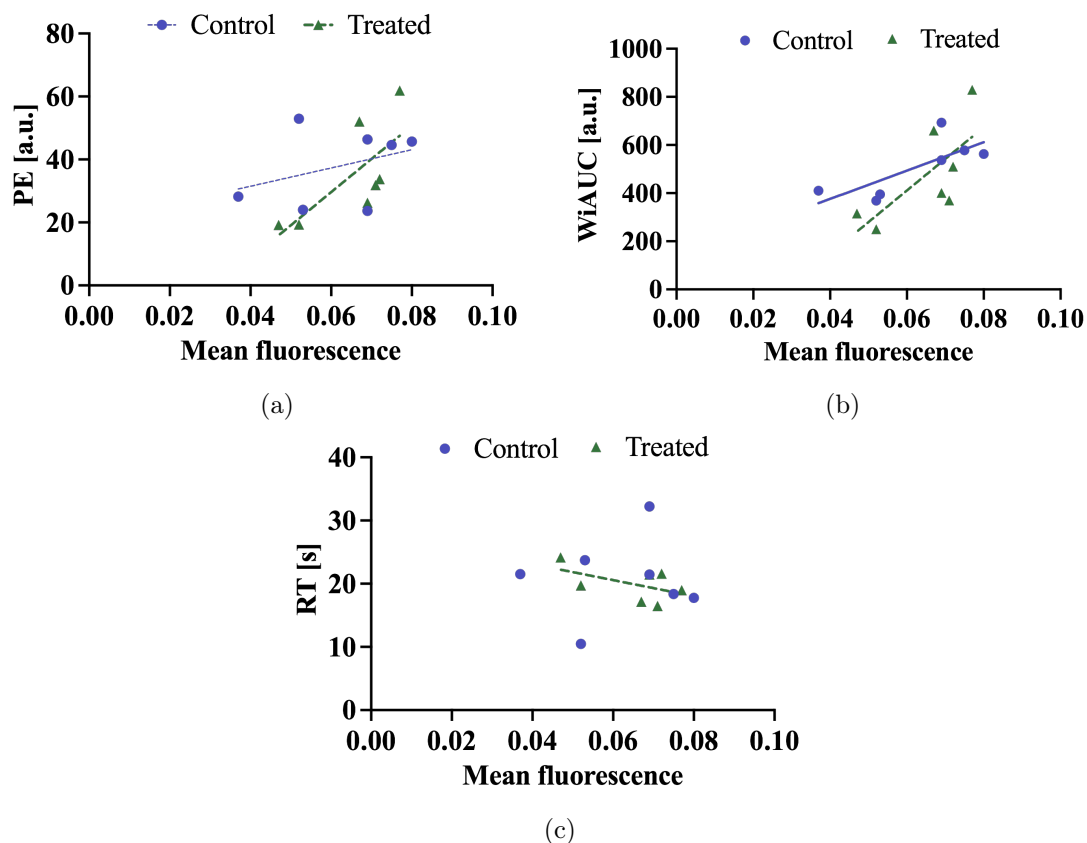 Control Treated
PE [a.u.]
80
60
40
20
0
0.00 0.02 0.04 0.06 0.08 0.10
Mean fluorescence
(a)
Control Treated
WiAUC [a.u.]
1000
800
600
400
200
0
0.00 0.02 0.04 0.06 0.08 0.10
Mean fluorescence
(b)
Control Treated
RT [s]
40
30
20
10
0
0.00 0.02 0.04 0.06 0.08 0.10
Mean fluorescence
(c)